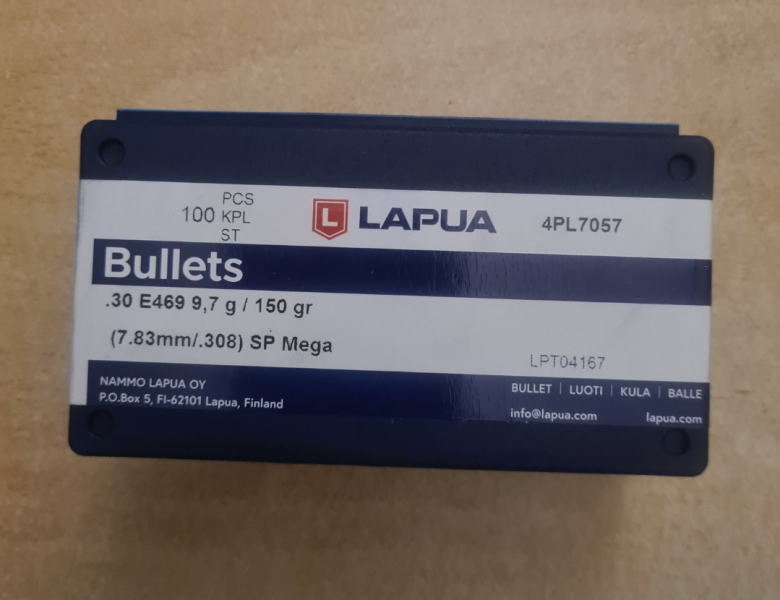 PCS
100 KPL
ST
L LAPUA
4PL7057
Bullets
.30 E469 9,7 g / 150 gr
(7.83mm/.308) SP Mega
LPT04167
NAMMO LAPUA OY
P.O.Box 5, FI-62101 Lapua, Finland
BULLET | LUOTI | KULA | BALLE
info@lapua.com lapua.com